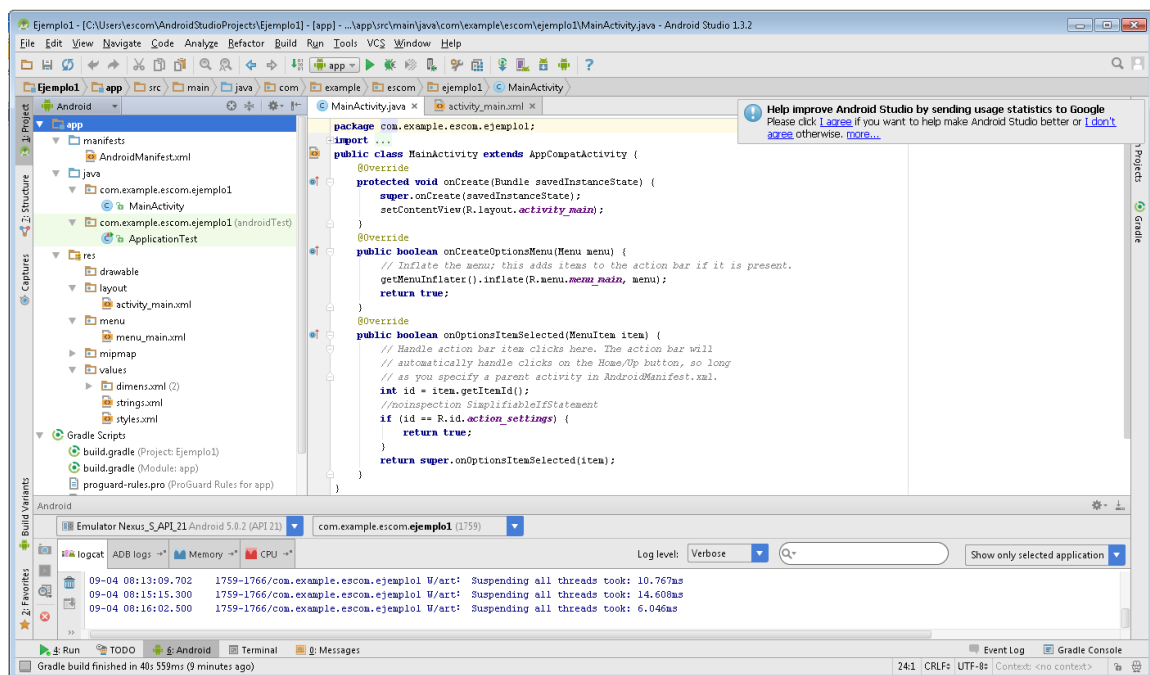 Ejemplo1 - [C:\Users\escom\AndroidStudioProjects\Ejemplo1] - [app] - ...\app\src\main\java\com\example\escom\ejemplo1\MainActivity.java - Android Studio 1.3.2
File Edit View Navigate Code Analyze Refactor Build Run Tools VCS Window Help
app
Ejemplo1 app src main java com example escom ejemplo1 MainActivity
Android
MainActivity.java × activity_main.xml ×
Help improve Android Studio by sending usage statistics to Google
Please click I agree if you want to help make Android Studio better or I don't
agree otherwise. more...
1: Project
Z: Structure
Captures
Build Variants
2: Favorites
Projects
Gradle
app
manifests
AndroidManifest.xml
java
com.example.escom.ejemplo1
MainActivity
com.example.escom.ejemplo1 (androidTest)
ApplicationTest
res
drawable
layout
activity_main.xml
menu
menu_main.xml
mipmap
values
dimens.xml (2)
strings.xml
styles.xml
Gradle Scripts
build.gradle (Project: Ejemplo1)
build.gradle (Module: app)
proguard-rules.pro (ProGuard Rules for app)
package com.example.escom.ejemplo1;
import ...
public class MainActivity extends AppCompatActivity {
@Override
protected void onCreate(Bundle savedInstanceState) {
super.onCreate(savedInstanceState);
setContentView(R.layout.activity_main);
}
@Override
public boolean onCreateOptionsMenu(Menu menu) {
// Inflate the menu; this adds items to the action bar if it is present.
getMenuInflater().inflate(R.menu.menu_main, menu);
return true;
}
@Override
public boolean onOptionsItemSelected(MenuItem item) {
// Handle action bar item clicks here. The action bar will
// automatically handle clicks on the Home/Up button, so long
// as you specify a parent activity in AndroidManifest.xml.
int id = item.getItemId();
//noinspection SimplifiableIfStatement
if (id == R.id.action_settings) {
return true;
}
return super.onOptionsItemSelected(item);
}
}
Android
Emulator Nexus_S_API_21 Android 5.0.2 (API 21) com.example.escom.ejemplo1 (1759)
logcat ADB logs Memory CPU Log level: Verbose Show only selected application
09-04 08:13:09.702 1759-1766/com.example.escom.ejemplo1 W/art: Suspending all threads took: 10.767ms
09-04 08:15:15.300 1759-1766/com.example.escom.ejemplo1 W/art: Suspending all threads took: 14.608ms
09-04 08:16:02.500 1759-1766/com.example.escom.ejemplo1 W/art: Suspending all threads took: 6.046ms
4: Run TODO 6: Android Terminal 0: Messages Event Log Gradle Console
Gradle build finished in 40s 559ms (9 minutes ago) 24:1 CRLF UTF-8 Context: <no context>